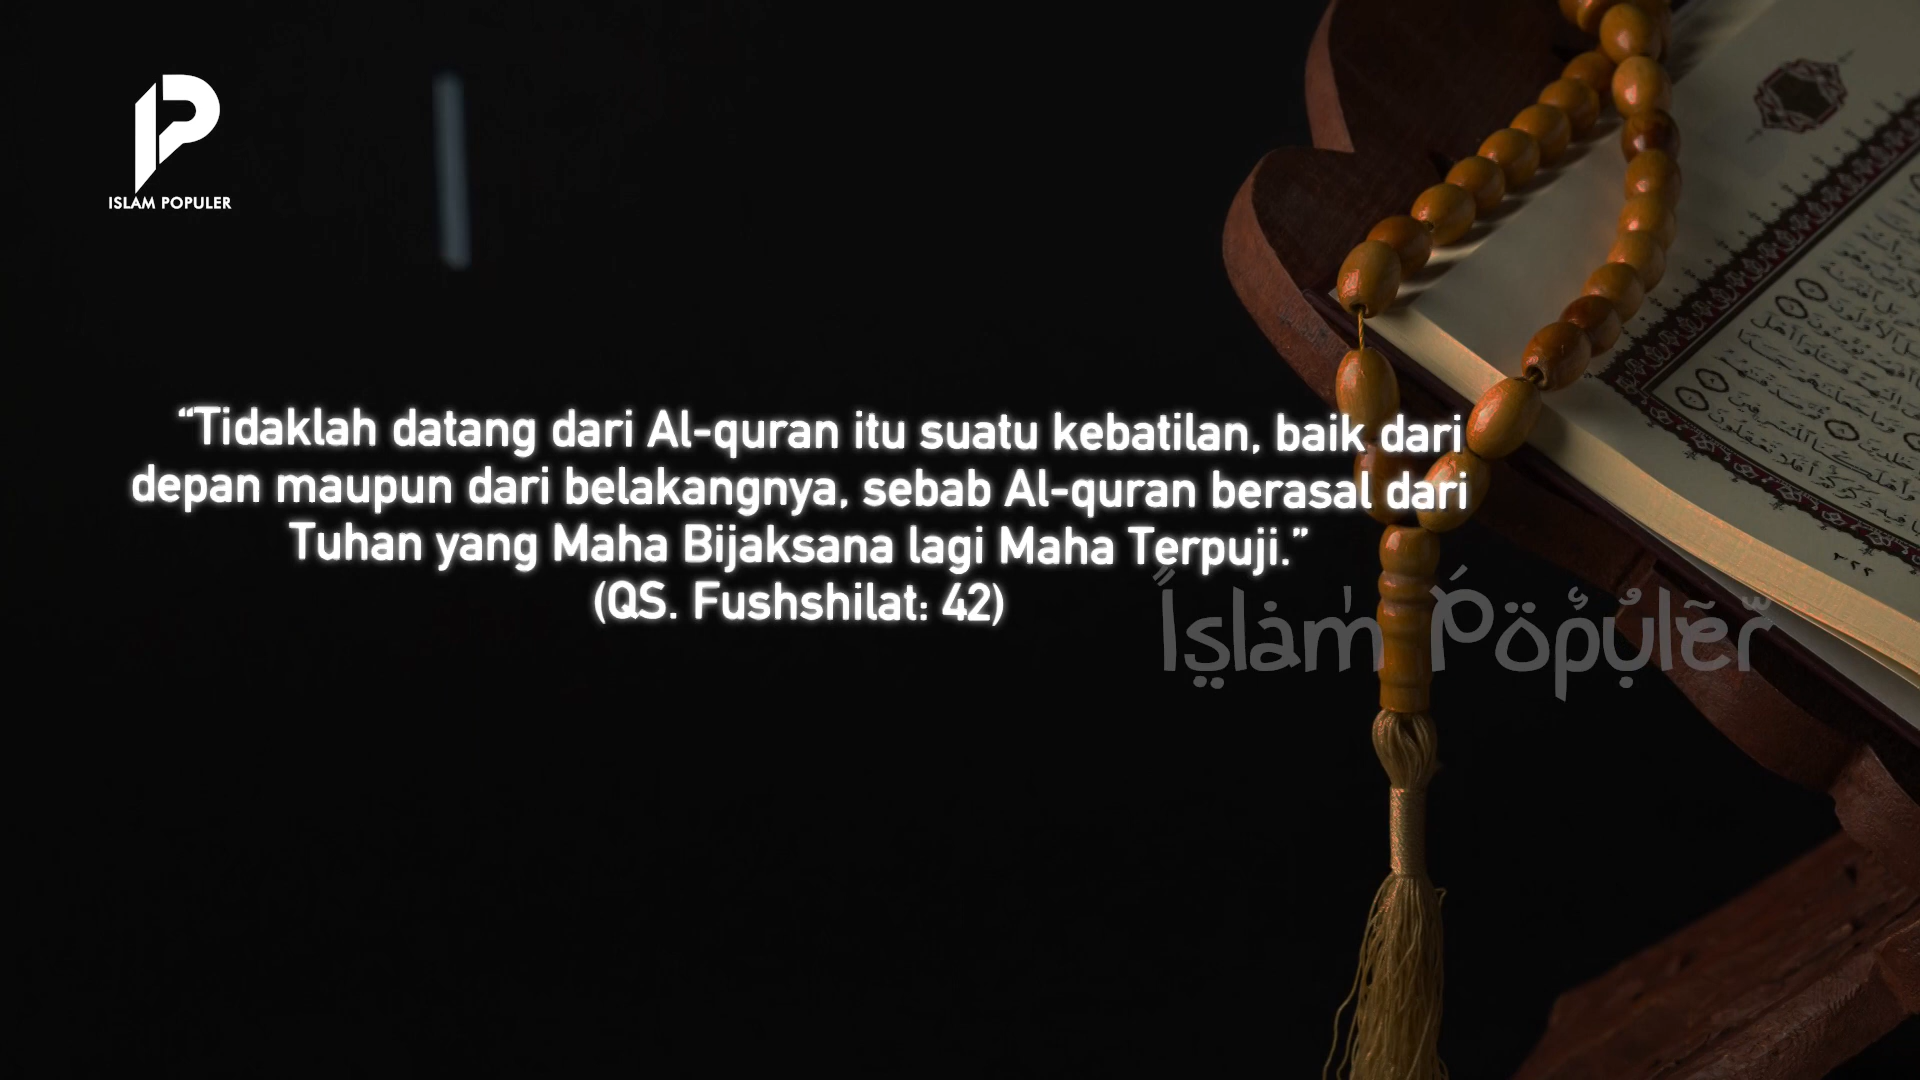 ISLAM POPULER
“Tidaklah datang dari Al-quran itu suatu kebatilan, baik dari
depan maupun dari belakangnya, sebab Al-quran berasal dari
Tuhan yang Maha Bijaksana lagi Maha Terpuji.”
(QS. Fushshilat: 42)
Islam Populer